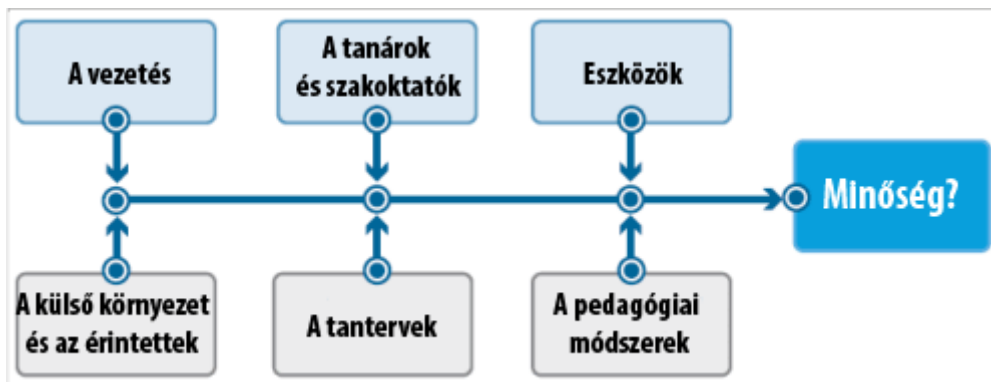 A vezetés
A tanárok
és szakoktatók
Eszközök
Minőség?
A külső környezet
és az érintettek
A tantervek
A pedagógiai
módszerek